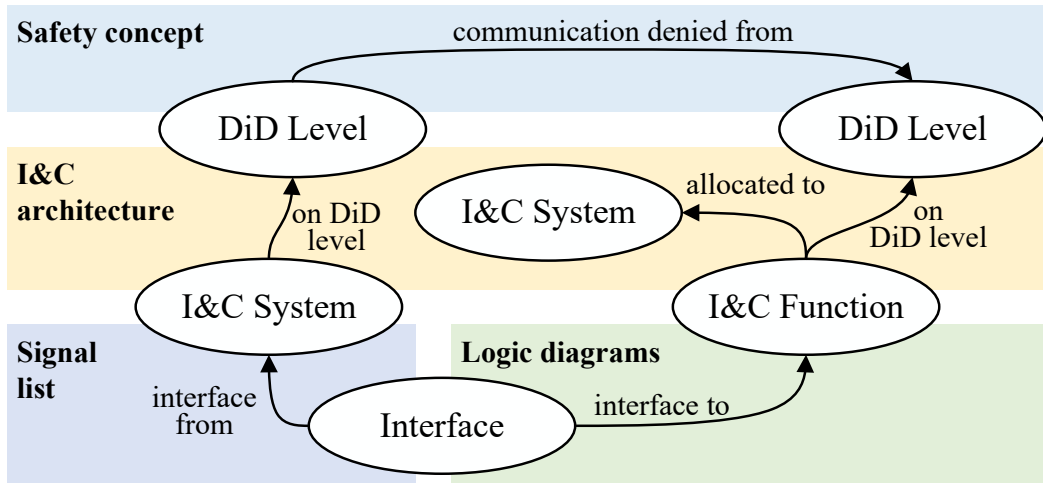 Safety concept
communication denied from
DiD Level
DiD Level
I&C
architecture
on DiD
level
I&C System
allocated to
on
DiD level
I&C System
I&C Function
Signal
list
Logic diagrams
interface
from
Interface
interface to